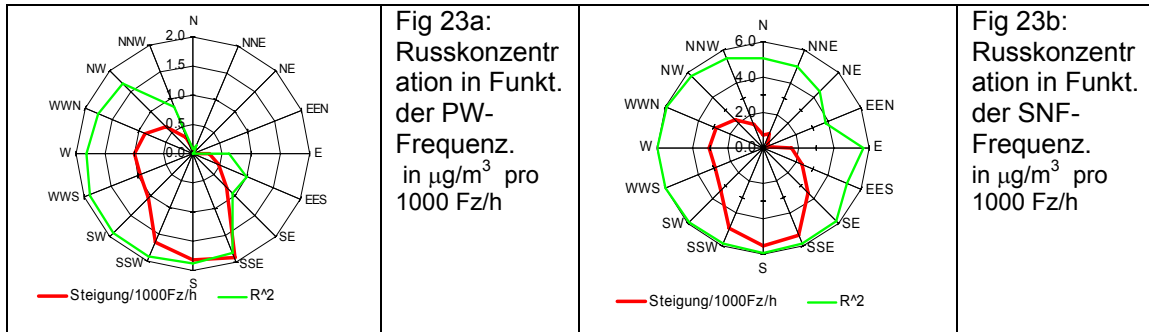 N
NNE
NE
EEN
E
EES
SE
SSE
S
SSW
SW
WWS
W
WWN
NW
NNW
2.0
1.5
1.0
0.5
0.0
Steigung/1000Fz/h
R^2
Fig 23a:
Russkonzentr
ation in Funkt.
der PW-
Frequenz.
in µg/m³ pro
1000 Fz/h
N
NNE
NE
EEN
E
EES
SE
SSE
S
SSW
SW
WWS
W
WWN
NW
NNW
6.0
4.0
2.0
0.0
Steigung/1000Fz/h
R^2
Fig 23b:
Russkonzentr
ation in Funkt.
der SNF-
Frequenz.
in µg/m³ pro
1000 Fz/h